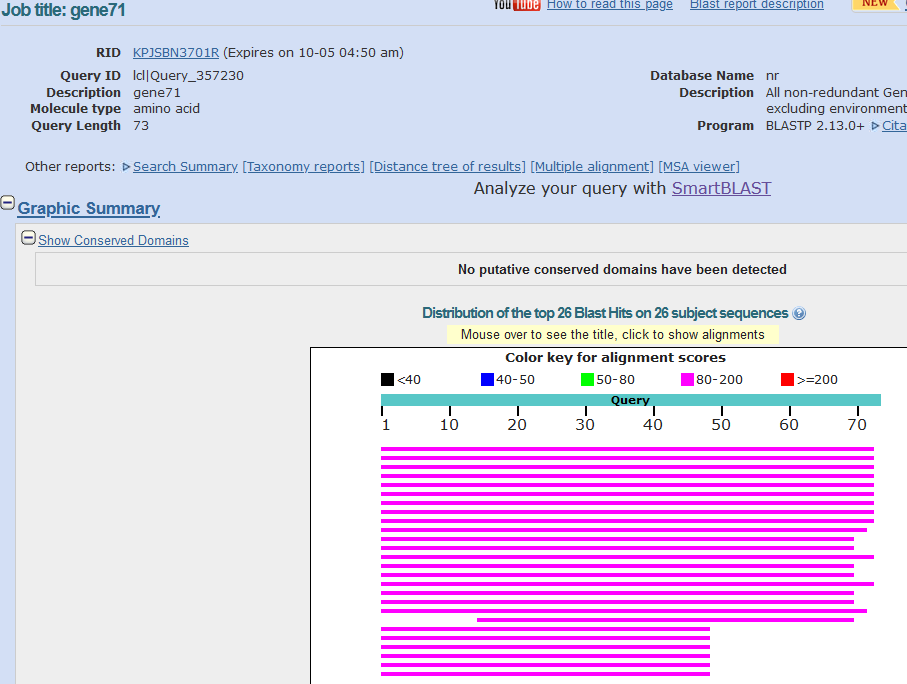 Job title: gene71
YouTube How to read this page Blast report description NEW
RID KPJSBN3701R (Expires on 10-05 04:50 am)
Query ID lcl|Query_357230
Description gene71
Molecule type amino acid
Query Length 73
Database Name nr
Description All non-redundant Gen
excluding environment
Program BLASTP 2.13.0+ Cita
Other reports: Search Summary [Taxonomy reports] [Distance tree of results] [Multiple alignment] [MSA viewer]
Analyze your query with SmartBLAST
Graphic Summary
Show Conserved Domains
No putative conserved domains have been detected
Distribution of the top 26 Blast Hits on 26 subject sequences ?
Mouse over to see the title, click to show alignments
Color key for alignment scores
<40 40-50 50-80 80-200 >=200
Query
1 10 20 30 40 50 60 70